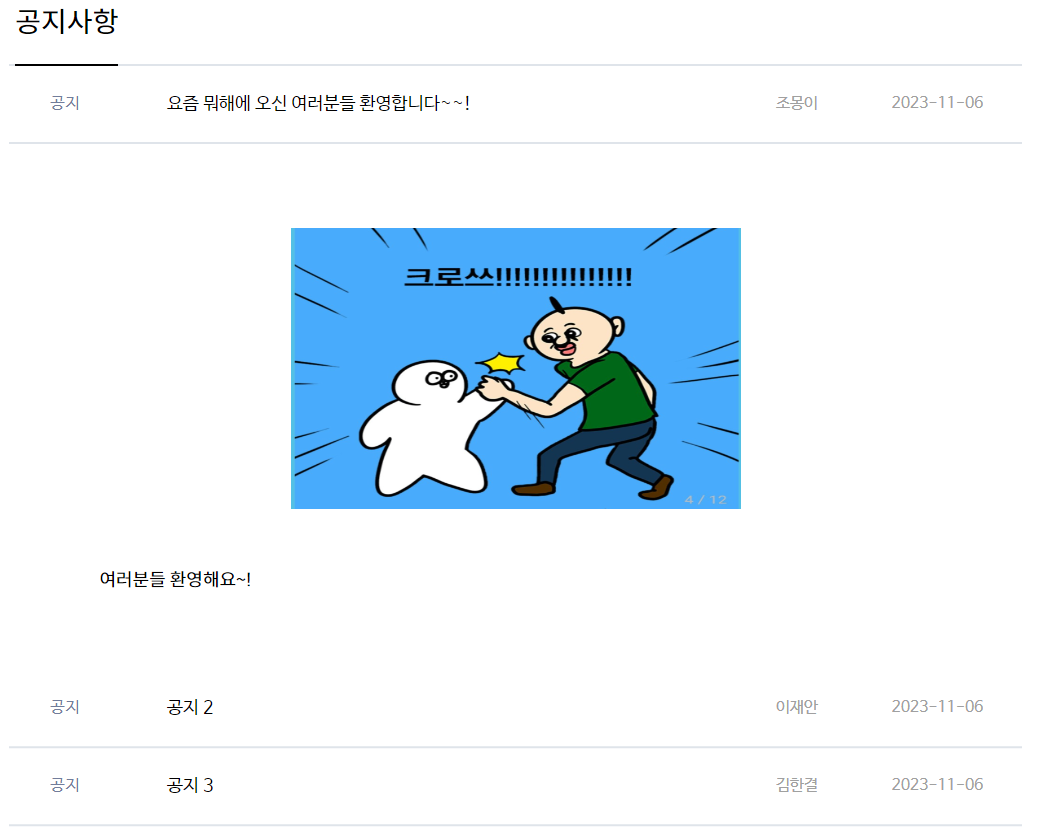 공지사항
공지 요즘 뭐해에 오신 여러분들 환영합니다~~! 조몽이 2023-11-06
크로쓰!!!!!!!!!!!!!!!
4 / 12
여러분들 환영해요~!
공지 공지 2 이재안 2023-11-06
공지 공지 3 김한결 2023-11-06